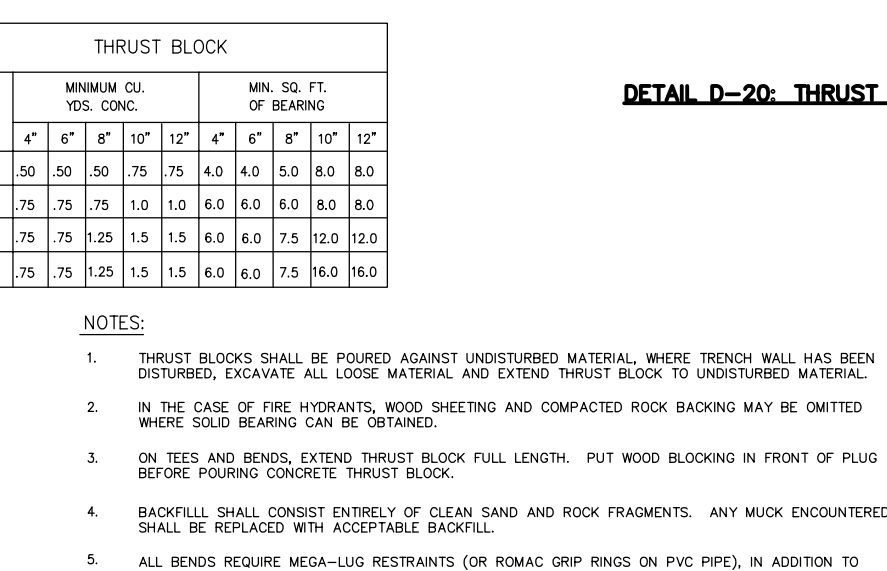 THRUST BLOCK
MINIMUM CU. MIN. SQ. FT.
YDS. CONC. OF BEARING
4" 6" 8" 10" 12" 4" 6" 8" 10" 12"
.50 .50 .50 .75 .75 4.0 4.0 5.0 8.0 8.0
.75 .75 .75 1.0 1.0 6.0 6.0 6.0 8.0 8.0
.75 .75 1.25 1.5 1.5 6.0 6.0 7.5 12.0 12.0
.75 .75 1.25 1.5 1.5 6.0 6.0 7.5 16.0 16.0
DETAIL D-20: THRUST
NOTES:
1. THRUST BLOCKS SHALL BE POURED AGAINST UNDISTURBED MATERIAL, WHERE TRENCH WALL HAS BEEN
DISTURBED, EXCAVATE ALL LOOSE MATERIAL AND EXTEND THRUST BLOCK TO UNDISTURBED MATERIAL.
2. IN THE CASE OF FIRE HYDRANTS, WOOD SHEETING AND COMPACTED ROCK BACKING MAY BE OMITTED
WHERE SOLID BEARING CAN BE OBTAINED.
3. ON TEES AND BENDS, EXTEND THRUST BLOCK FULL LENGTH. PUT WOOD BLOCKING IN FRONT OF PLUG
BEFORE POURING CONCRETE THRUST BLOCK.
4. BACKFILLL SHALL CONSIST ENTIRELY OF CLEAN SAND AND ROCK FRAGMENTS. ANY MUCK ENCOUNTERED
SHALL BE REPLACED WITH ACCEPTABLE BACKFILL.
5. ALL BENDS REQUIRE MEGA-LUG RESTRAINTS (OR ROMAC GRIP RINGS ON PVC PIPE), IN ADDITION TO